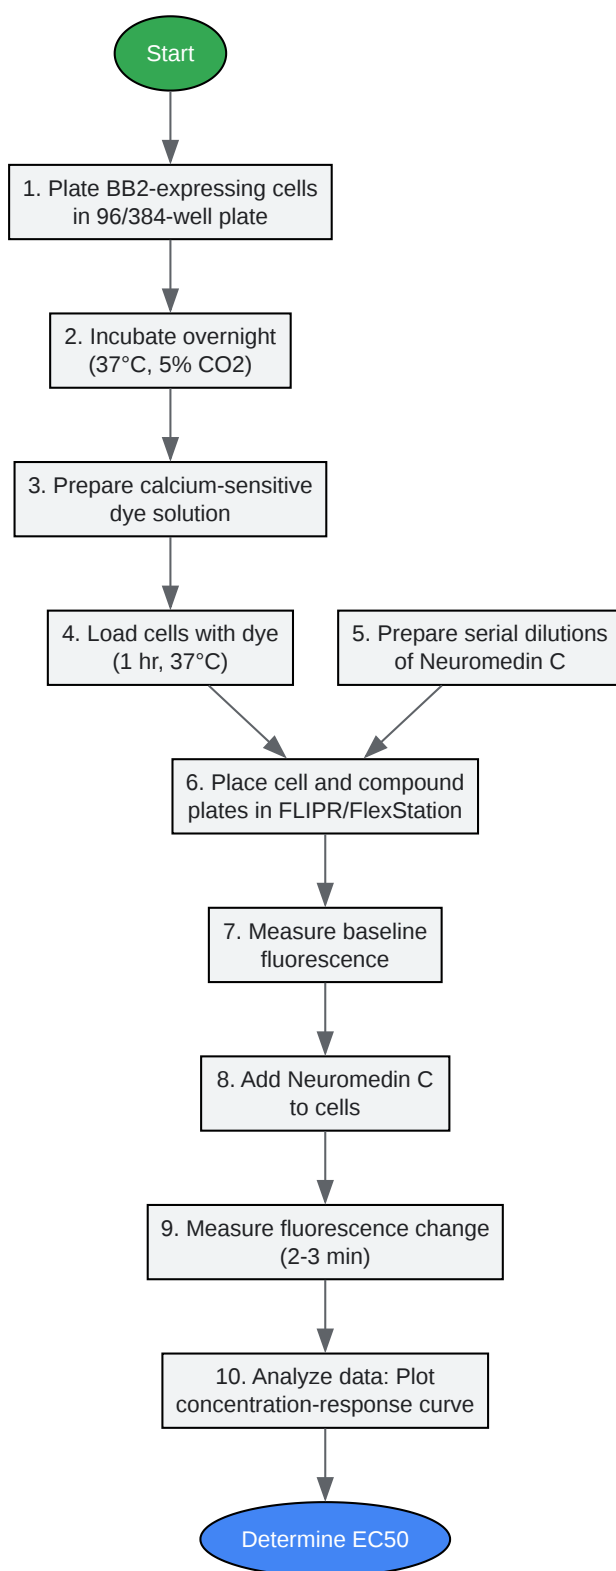 Start
1. Plate BB2-expressing cells
in 96/384-well plate
2. Incubate overnight
(37°C, 5% CO2)
3. Prepare calcium-sensitive
dye solution
4. Load cells with dye
(1 hr, 37°C)
5. Prepare serial dilutions
of Neuromedin C
6. Place cell and compound
plates in FLIPR/FlexStation
7. Measure baseline
fluorescence
8. Add Neuromedin C
to cells
9. Measure fluorescence change
(2-3 min)
10. Analyze data: Plot
concentration-response curve
Determine EC50